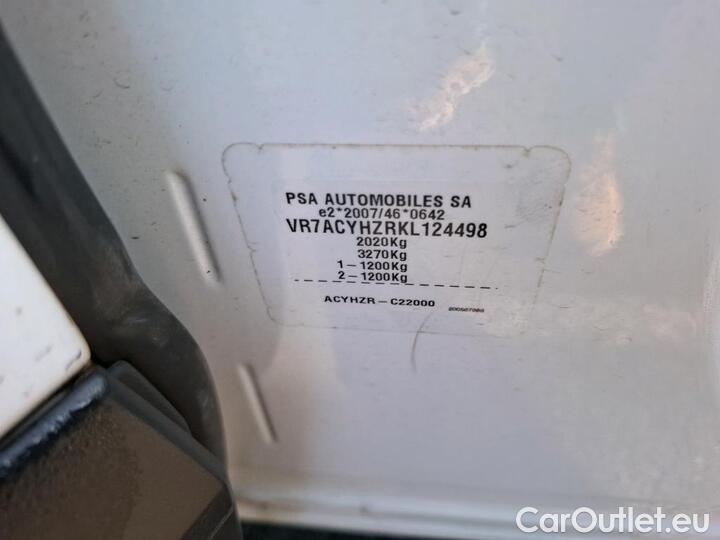 PSA AUTOMOBILES SA
e2*2007/46*0642
VR7ACYHZRKL124498
2020Kg
3270Kg
1-1200Kg
2-1200Kg
ACYHZR-C22000
CarOutlet.eu